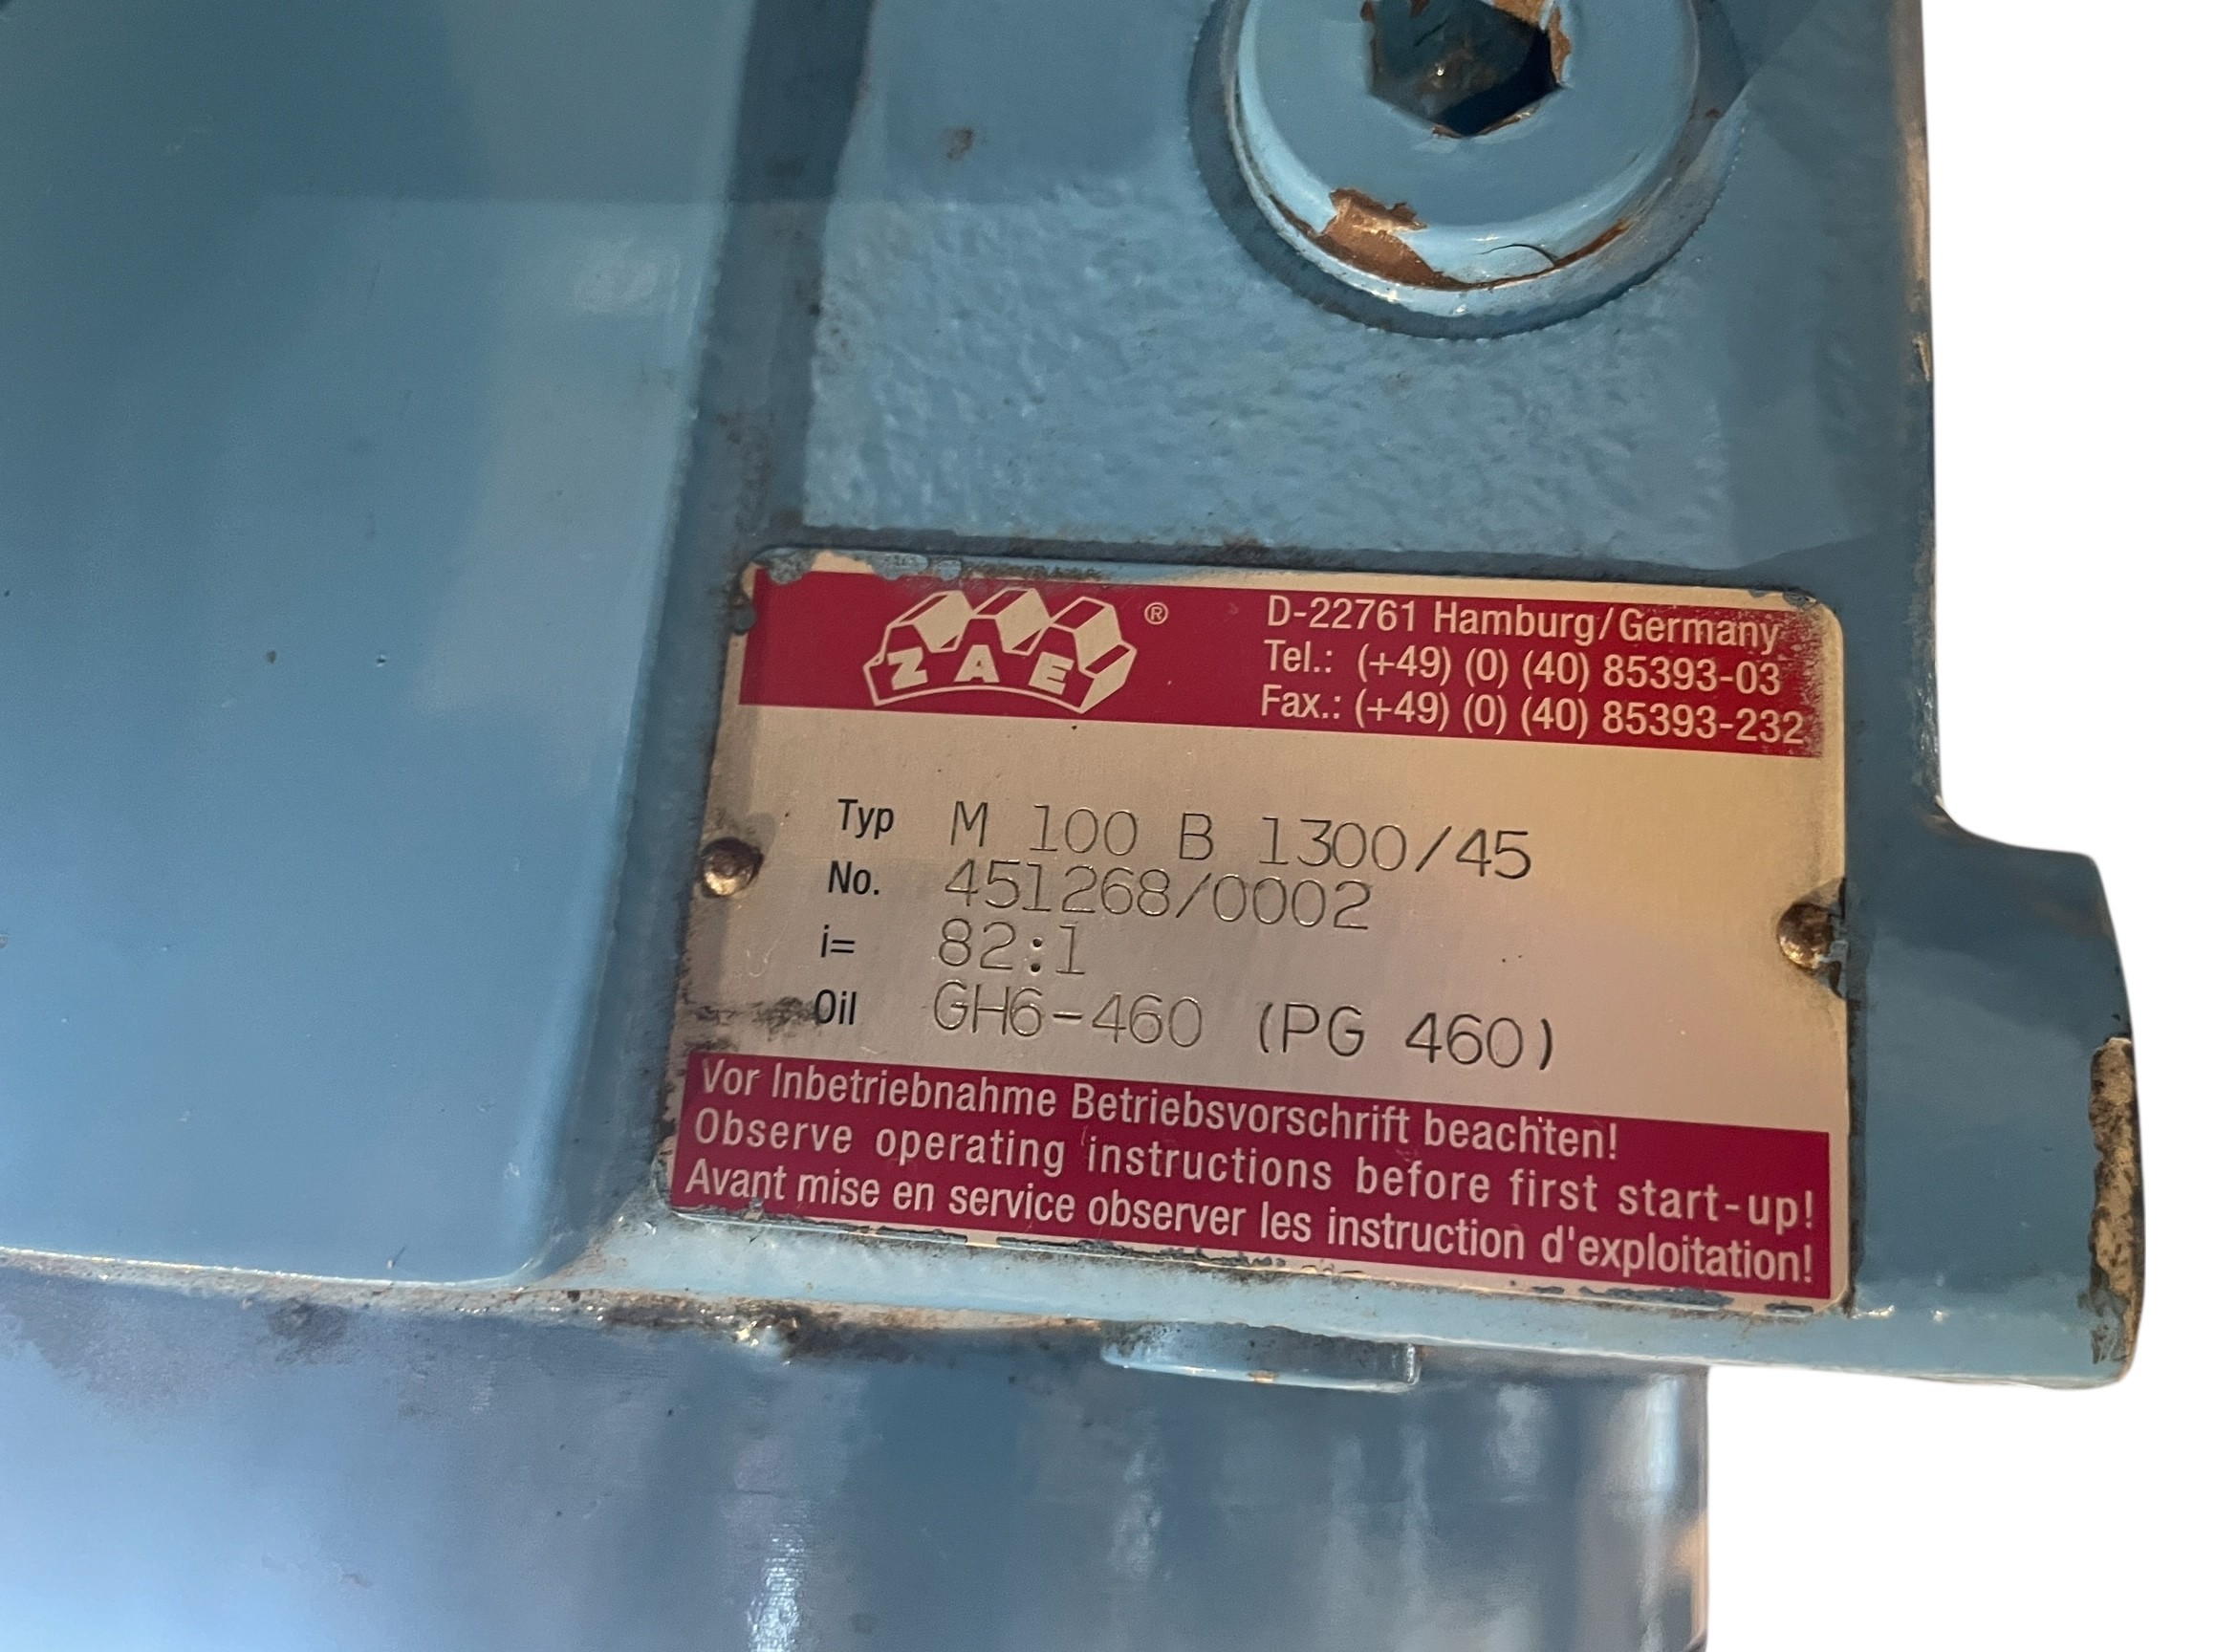 ZAE ®
D-22761 Hamburg/Germany
Tel.: (+49) (0) (40) 85393-03
Fax.: (+49) (0) (40) 85393-232
Typ M 100 B 1300/45
No. 451268/0002
i= 82:1
Oil GH6-460 (PG 460)
Vor Inbetriebnahme Betriebsvorschrift beachten!
Observe operating instructions before first start-up!
Avant mise en service observer les instruction d'exploitation!